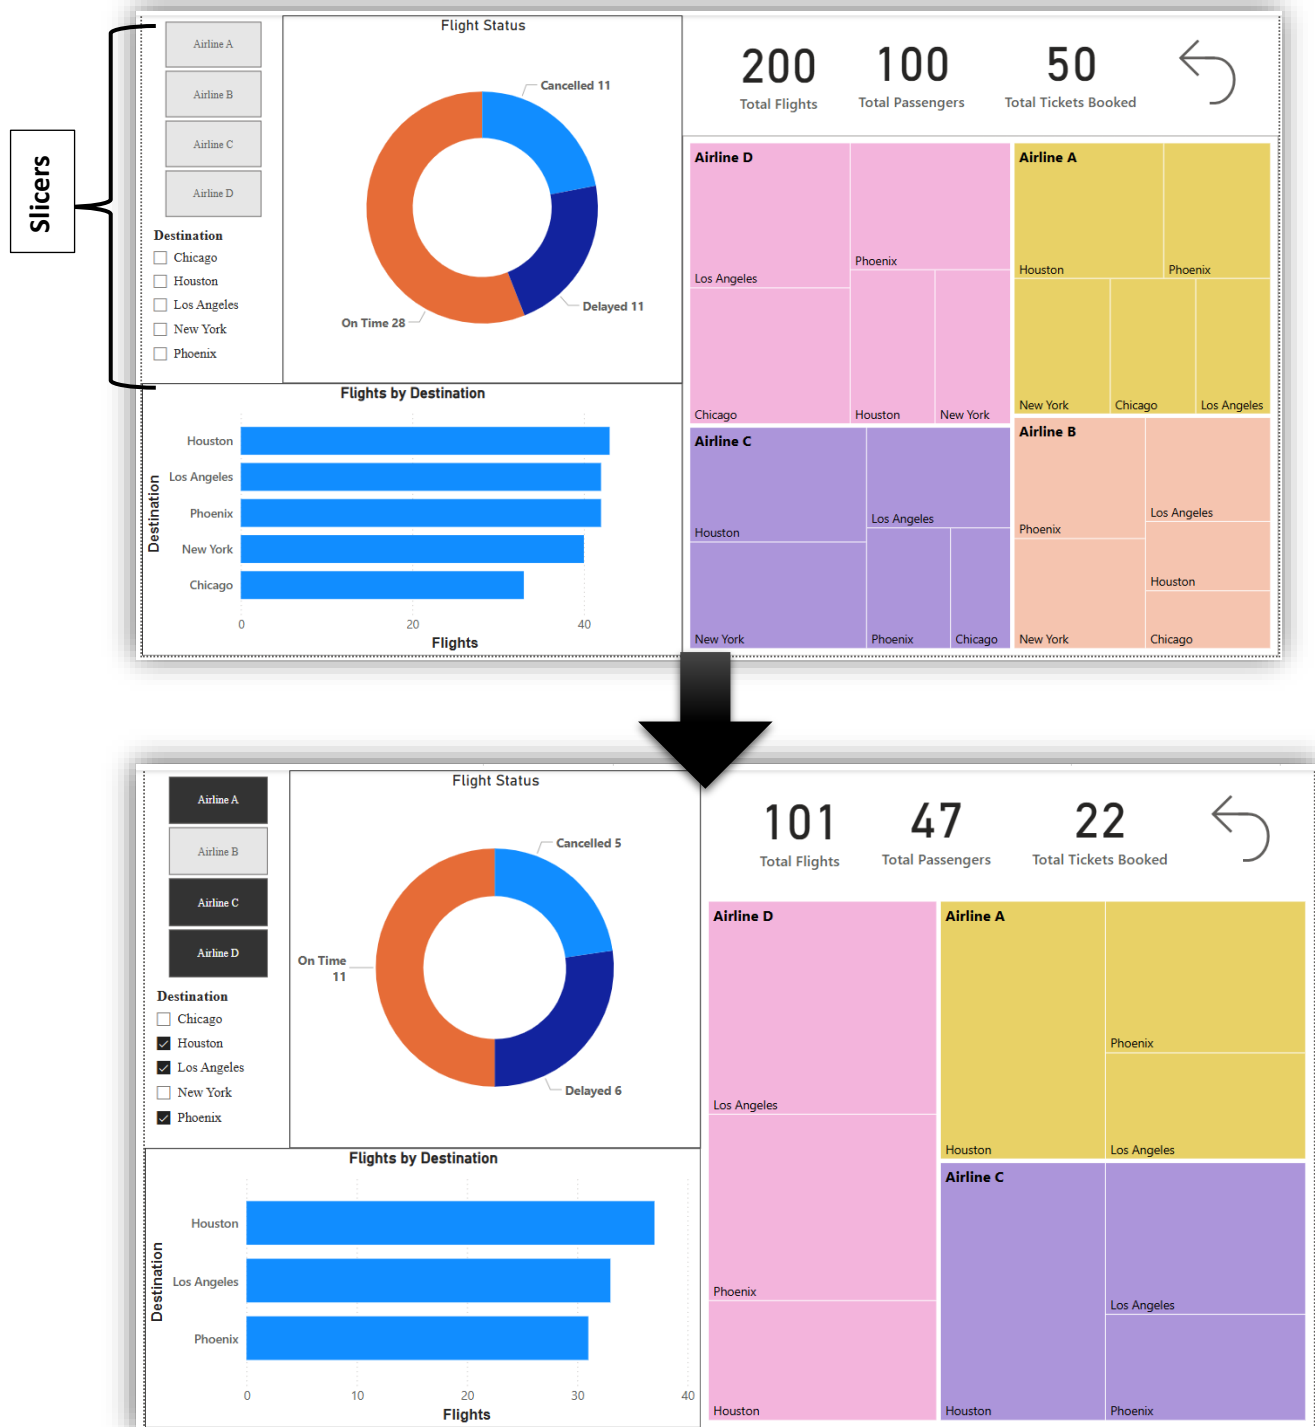 Slicers
Airline A
Airline B
Airline C
Airline D
Destination
Chicago
Houston
Los Angeles
New York
Phoenix
Flight Status
Cancelled 11
Delayed 11
On Time 28
200
Total Flights
100
Total Passengers
50
Total Tickets Booked
Flights by Destination
Destination
Houston
Los Angeles
Phoenix
New York
Chicago
0 20 40
Flights
Airline D
Los Angeles
Phoenix
Chicago
Houston
New York
Airline A
Houston
Phoenix
New York
Chicago
Los Angeles
Airline C
Houston
Los Angeles
New York
Phoenix
Chicago
Airline B
Phoenix
Los Angeles
Houston
New York
Chicago
Airline A
Airline B
Airline C
Airline D
Destination
Chicago
Houston
Los Angeles
New York
Phoenix
Flight Status
Cancelled 5
On Time
11
Delayed 6
101
Total Flights
47
Total Passengers
22
Total Tickets Booked
Flights by Destination
Destination
Houston
Los Angeles
Phoenix
0 10 20 30 40
Flights
Airline D
Los Angeles
Phoenix
Houston
Airline A
Phoenix
Houston
Los Angeles
Airline C
Los Angeles
Houston
Phoenix